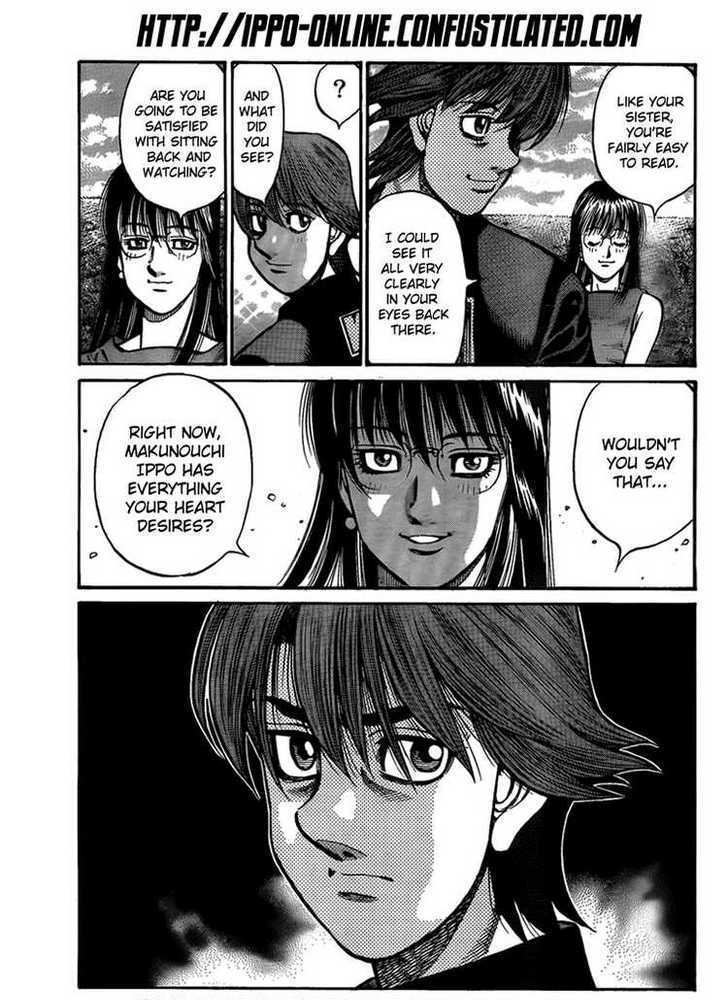 HTTP://IPPO-ONLINE.CONFUSTICATED.COM
LIKE YOUR
SISTER,
YOU'RE
FAIRLY EASY
TO READ.
I COULD
SEE IT
ALL VERY
CLEARLY
IN YOUR
EYES BACK
THERE.
?
AND
WHAT
DID
YOU
SEE?
ARE YOU
GOING TO BE
SATISFIED
WITH SITTING
BACK AND
WATCHING?
WOULDN'T
YOU SAY
THAT...
RIGHT NOW,
MAKUNOUCHI
IPPO HAS
EVERYTHING
YOUR HEART
DESIRES?